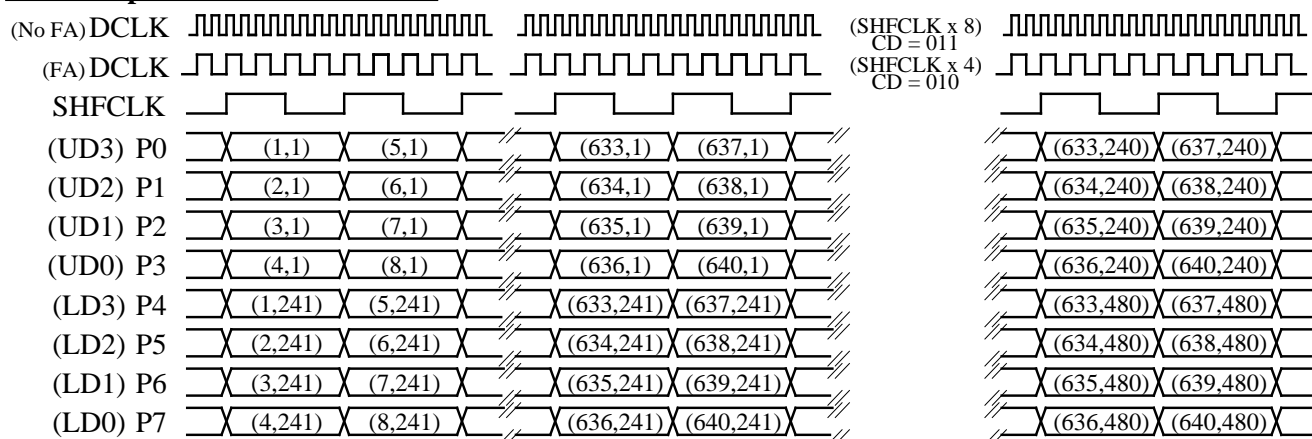 (No FA) DCLK (SHFCLK x 8)
CD = 011
(FA) DCLK (SHFCLK x 4)
CD = 010
SHFCLK
(UD3) P0 (1,1) (5,1) (633,1) (637,1) (633,240) (637,240)
(UD2) P1 (2,1) (6,1) (634,1) (638,1) (634,240) (638,240)
(UD1) P2 (3,1) (7,1) (635,1) (639,1) (635,240) (639,240)
(UD0) P3 (4,1) (8,1) (636,1) (640,1) (636,240) (640,240)
(LD3) P4 (1,241) (5,241) (633,241) (637,241) (633,480) (637,480)
(LD2) P5 (2,241) (6,241) (634,241) (638,241) (634,480) (638,480)
(LD1) P6 (3,241) (7,241) (635,241) (639,241) (635,480) (639,480)
(LD0) P7 (4,241) (8,241) (636,241) (640,241) (636,480) (640,480)